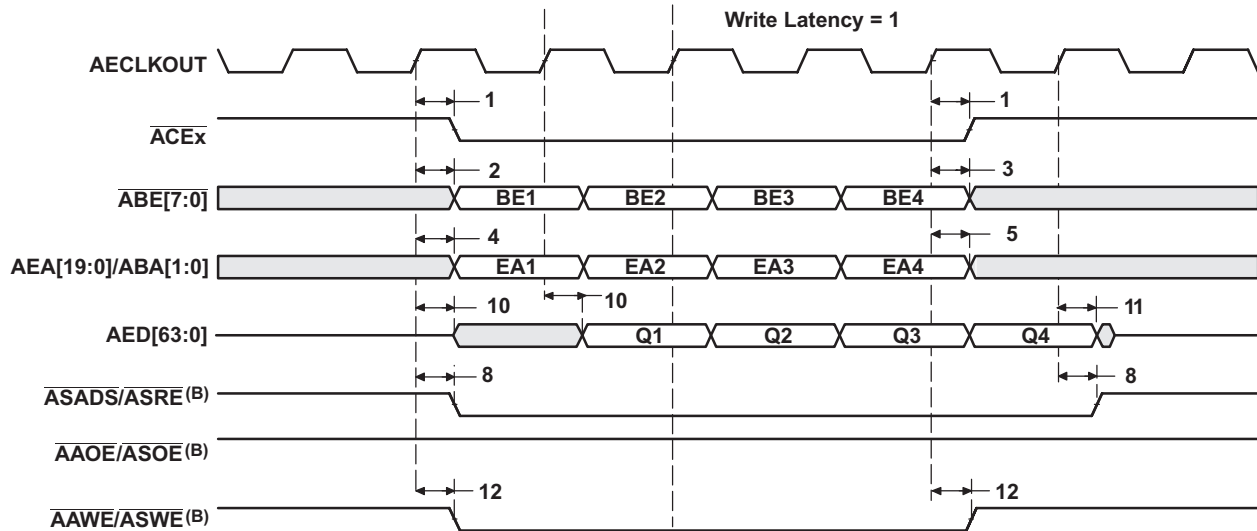 Write Latency = 1
AECLKOUT
1 1
ACEx
2 3
ABE[7:0] BE1 BE2 BE3 BE4
4 5
AEA[19:0]/ABA[1:0] EA1 EA2 EA3 EA4
10 10 11
AED[63:0] Q1 Q2 Q3 Q4
8 8
ASADS/ASRE(B)
AAOE/ASOE(B)
12 12
AAWE/ASWE(B)